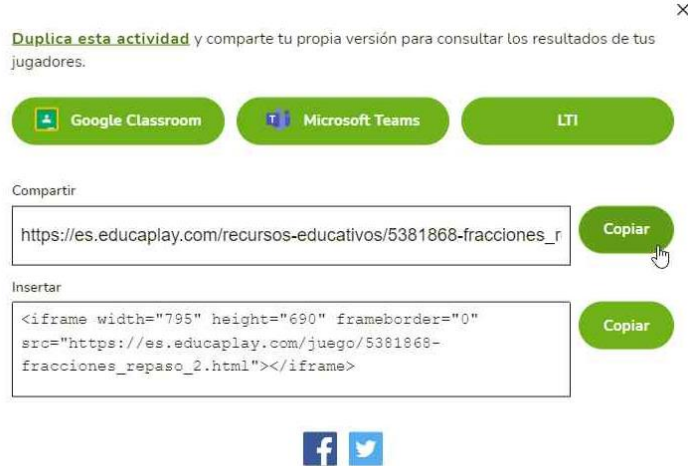 Duplica esta actividad y comparte tu propia versión para consultar los resultados de tus
jugadores.
Google Classroom
Microsoft Teams
LTI
Compartir
https://es.educaplay.com/recursos-educativos/5381868-fracciones_r
Copiar
Insertar
<iframe width="795" height="690" frameborder="0"
src="https://es.educaplay.com/juego/5381868-
fracciones_repaso_2.html"></iframe>
Copiar